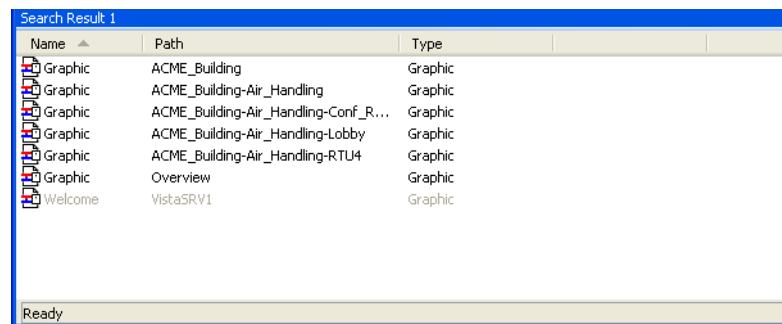 Search Result 1
Name Path Type
Graphic ACME_Building Graphic
Graphic ACME_Building-Air_Handling Graphic
Graphic ACME_Building-Air_Handling-Conf_R... Graphic
Graphic ACME_Building-Air_Handling-Lobby Graphic
Graphic ACME_Building-Air_Handling-RTU4 Graphic
Graphic Overview Graphic
Welcome VistaSRV1 Graphic
Ready